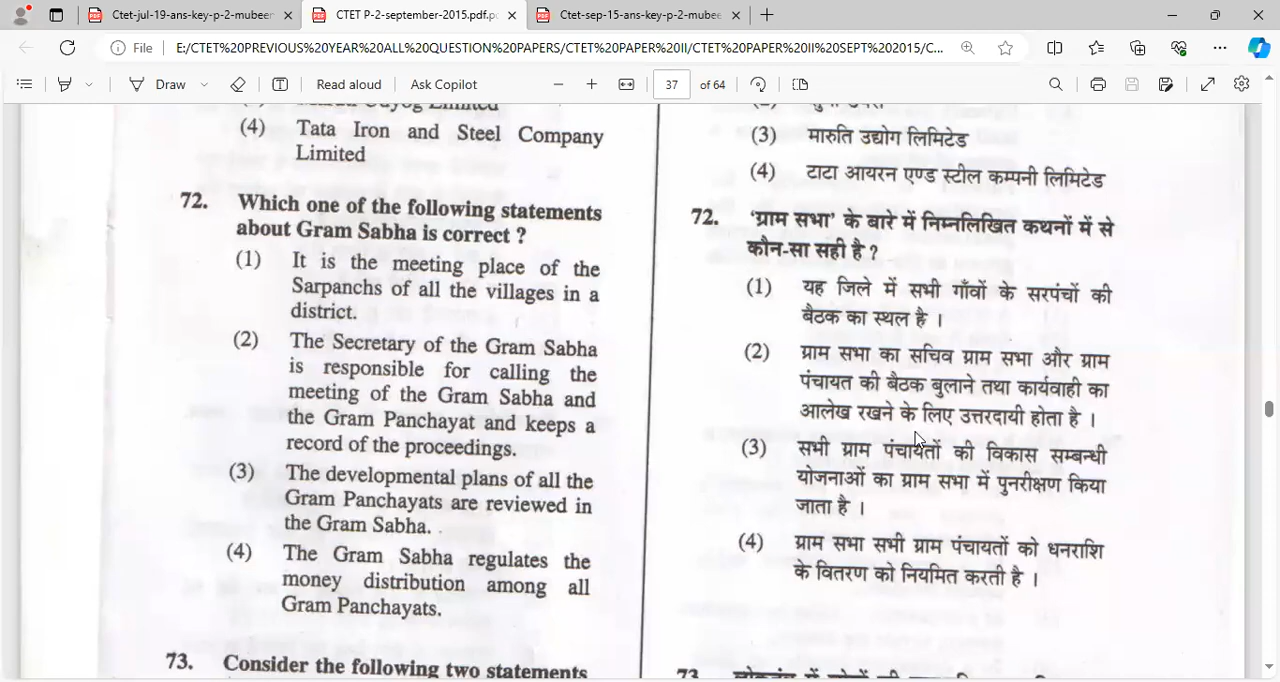 Ctet-jul-19-ans-key-p-2-mubee
CTET P-2-september-2015.pdf.p
Ctet-sep-15-ans-key-p-2-mubee
File
E:/CTET%20PREVIOUS%20YEAR%20ALL%20QUESTION%20PAPERS/CTET%20PAPER%20II/CTET%20PAPER%20II%20SEPT%202015/C...
Draw
Read aloud
Ask Copilot
37
of 64
Limited
(4) Tata Iron and Steel Company
Limited
72. Which one of the following statements
about Gram Sabha is correct ?
(1) It is the meeting place of the
Sarpanchs of all the villages in a
district.
(2) The Secretary of the Gram Sabha
is responsible for calling the
meeting of the Gram Sabha and
the Gram Panchayat and keeps a
record of the proceedings.
(3) The developmental plans of all the
Gram Panchayats are reviewed in
the Gram Sabha.
(4) The Gram Sabha regulates the
money distribution among all
Gram Panchayats.
73. Consider the following two statements
(3) मारुति उद्योग लिमिटेड
(4) टाटा आयरन एण्ड स्टील कम्पनी लिमिटेड
72. 'ग्राम सभा' के बारे में निम्नलिखित कथनों में से
कौन-सा सही है ?
(1) यह जिले में सभी गाँवों के सरपंचों की
बैठक का स्थल है ।
(2) ग्राम सभा का सचिव ग्राम सभा और ग्राम
पंचायत की बैठक बुलाने तथा कार्यवाही का
आलेख रखने के लिए उत्तरदायी होता है ।
(3) सभी ग्राम पंचायतों की विकास सम्बन्धी
योजनाओं का ग्राम सभा में पुनरीक्षण किया
जाता है ।
(4) ग्राम सभा सभी ग्राम पंचायतों को धनराशि
के वितरण को नियमित करती है ।
73.